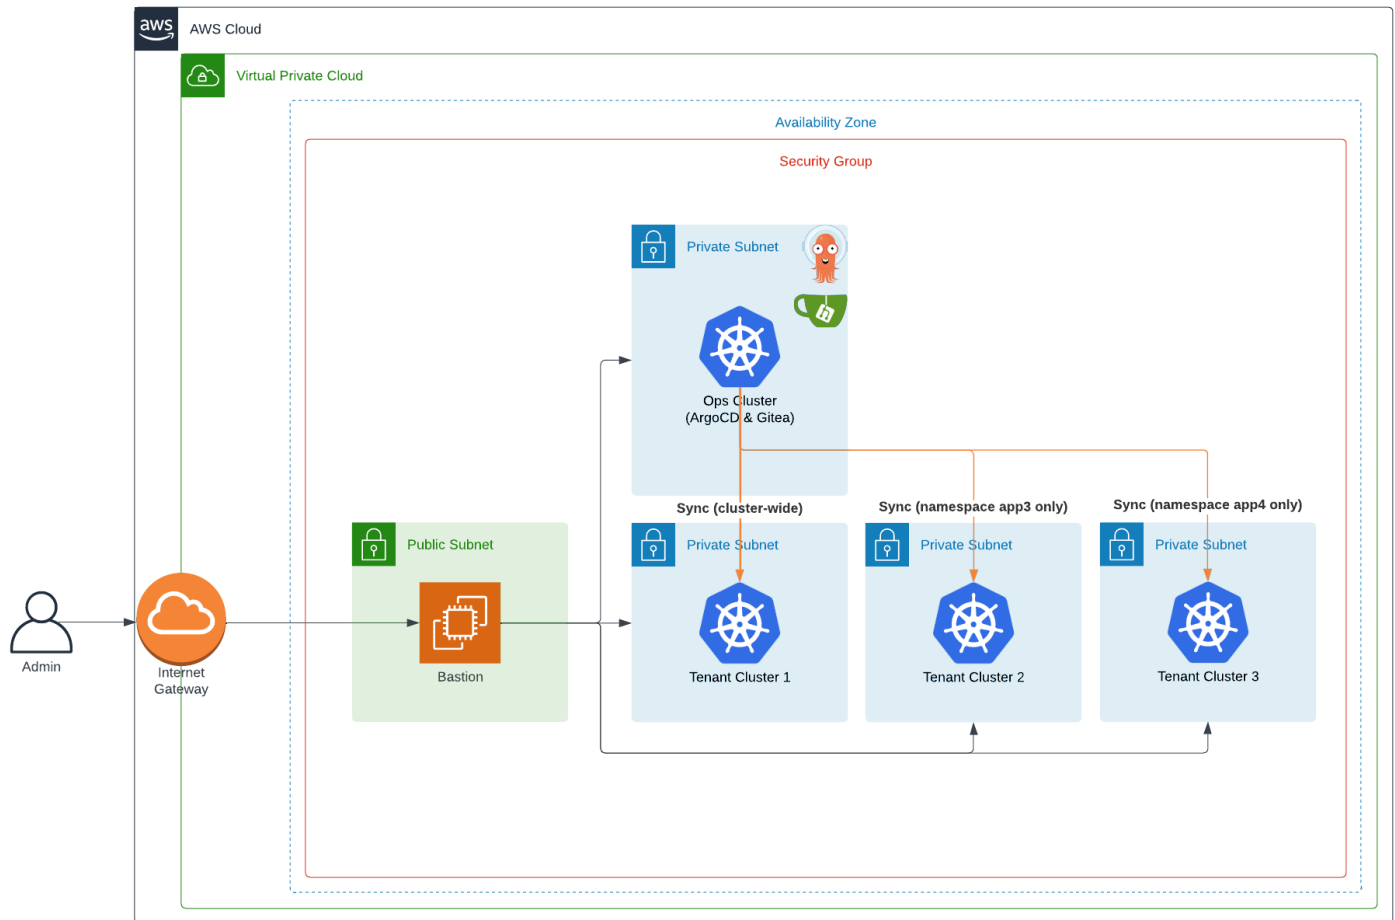 aws
AWS Cloud
Virtual Private Cloud
Availability Zone
Security Group
Private Subnet
Ops Cluster
(ArgoCD & Gitea)
Sync (cluster-wide)
Sync (namespace app3 only)
Sync (namespace app4 only)
Public Subnet
Private Subnet
Private Subnet
Private Subnet
Admin
Internet
Gateway
Bastion
Tenant Cluster 1
Tenant Cluster 2
Tenant Cluster 3